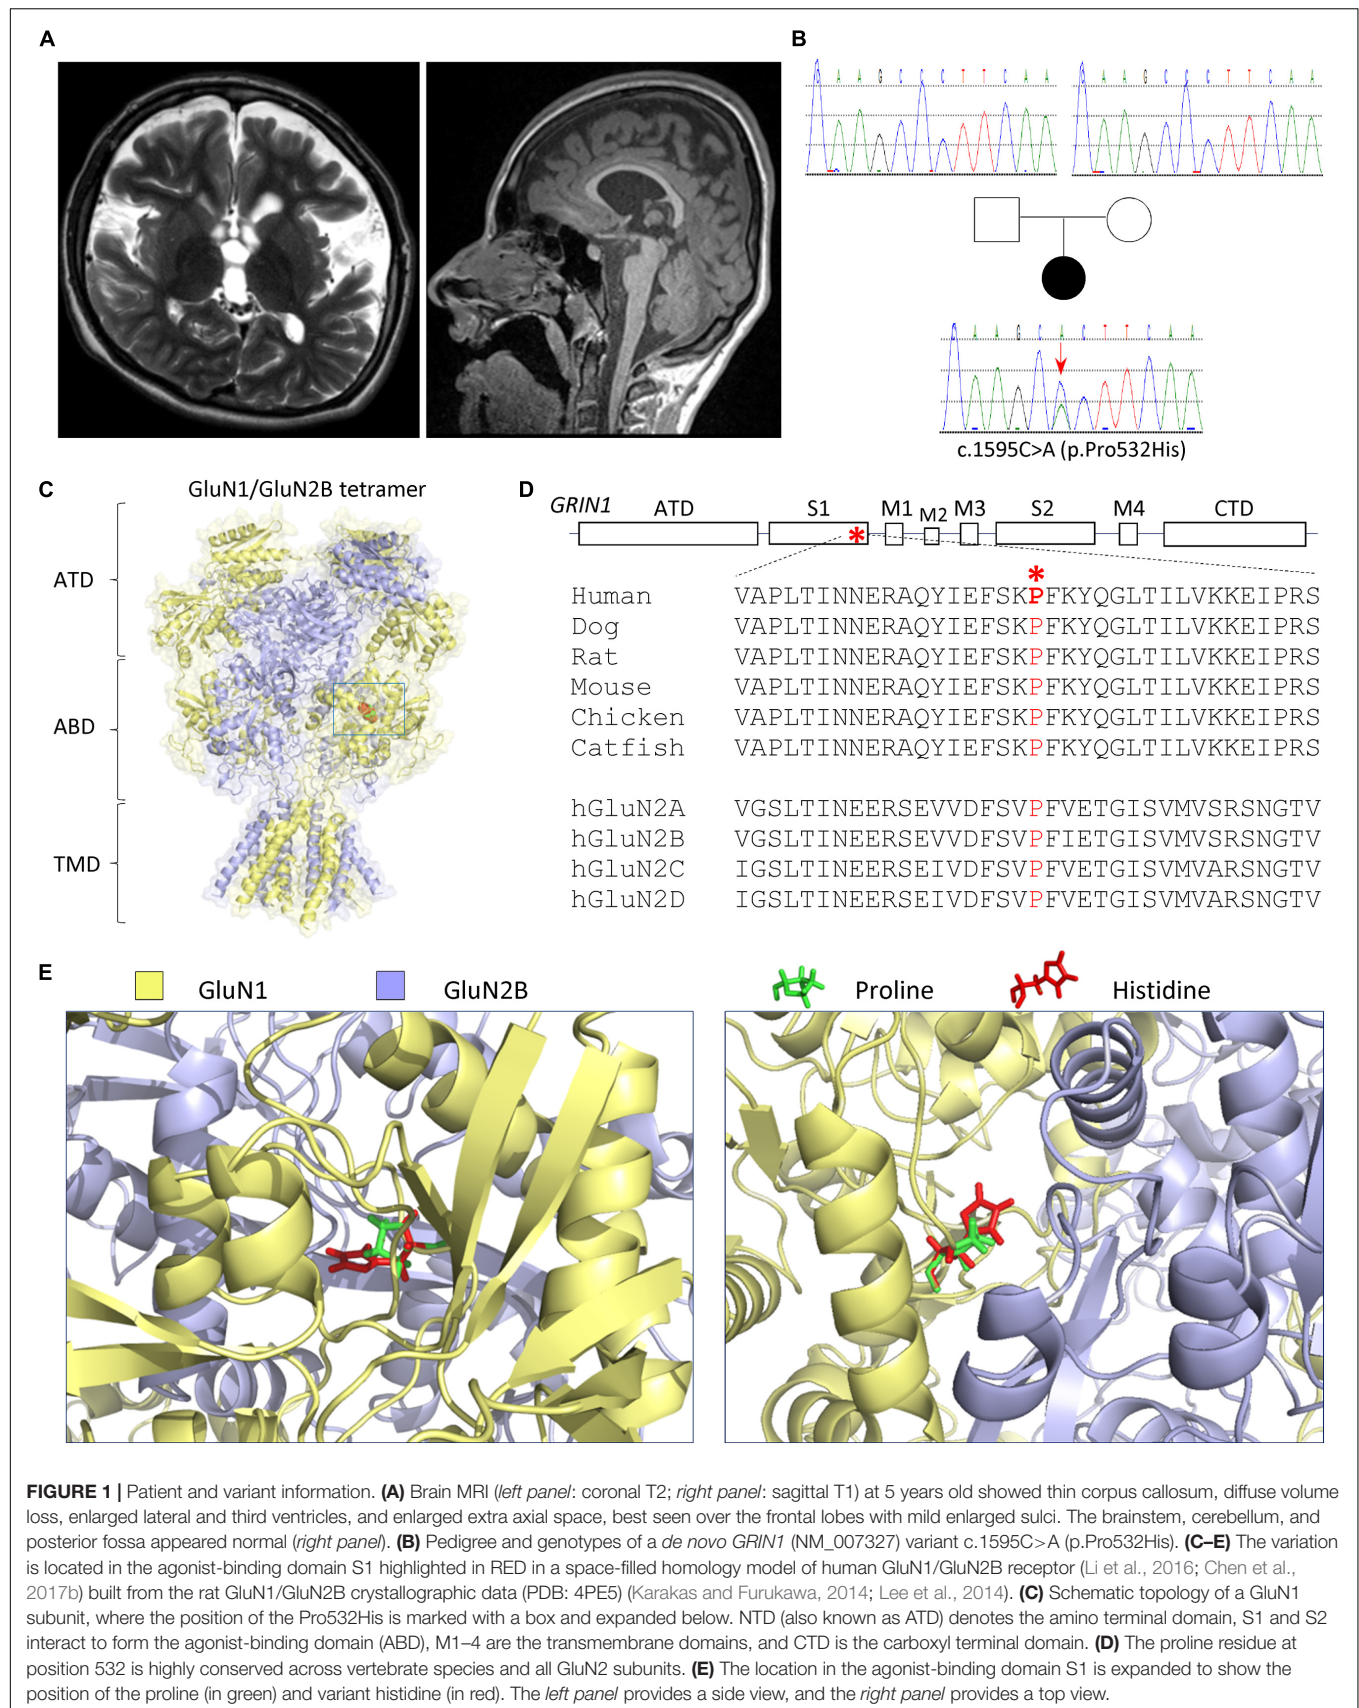 A
B
C A A G C C C T T C A A
C A A G C C C T T C A A
C A A G C A C T T C A A
c.1595C>A (p.Pro532His)
C
GluN1/GluN2B tetramer
ATD
ABD
TMD
D
GRIN1 ATD S1 M1 M2 M3 S2 M4 CTD
*
*
Human VAPLTINNERAQYIEFSKPFKYQGLTILVKKEIPRS
Dog VAPLTINNERAQYIEFSKPFKYQGLTILVKKEIPRS
Rat VAPLTINNERAQYIEFSKPFKYQGLTILVKKEIPRS
Mouse VAPLTINNERAQYIEFSKPFKYQGLTILVKKEIPRS
Chicken VAPLTINNERAQYIEFSKPFKYQGLTILVKKEIPRS
Catfish VAPLTINNERAQYIEFSKPFKYQGLTILVKKEIPRS
hGluN2A VGSLTINEERSEVVDFSVPFVETGISVMVSRSNGTV
hGluN2B VGSLTINEERSEVVDFSVPFIETGISVMVSRSNGTV
hGluN2C IGSLTINEERSEIVDFSVPFVETGISVMVARSNGTV
hGluN2D IGSLTINEERSEIVDFSVPFVETGISVMVARSNGTV
E
GluN1 GluN2B Proline Histidine
FIGURE 1 | Patient and variant information. (A) Brain MRI (left panel: coronal T2; right panel: sagittal T1) at 5 years old showed thin corpus callosum, diffuse volume
loss, enlarged lateral and third ventricles, and enlarged extra axial space, best seen over the frontal lobes with mild enlarged sulci. The brainstem, cerebellum, and
posterior fossa appeared normal (right panel). (B) Pedigree and genotypes of a de novo GRIN1 (NM_007327) variant c.1595C>A (p.Pro532His). (C–E) The variation
is located in the agonist-binding domain S1 highlighted in RED in a space-filled homology model of human GluN1/GluN2B receptor (Li et al., 2016; Chen et al.,
2017b) built from the rat GluN1/GluN2B crystallographic data (PDB: 4PE5) (Karakas and Furukawa, 2014; Lee et al., 2014). (C) Schematic topology of a GluN1
subunit, where the position of the Pro532His is marked with a box and expanded below. NTD (also known as ATD) denotes the amino terminal domain, S1 and S2
interact to form the agonist-binding domain (ABD), M1–4 are the transmembrane domains, and CTD is the carboxyl terminal domain. (D) The proline residue at
position 532 is highly conserved across vertebrate species and all GluN2 subunits. (E) The location in the agonist-binding domain S1 is expanded to show the
position of the proline (in green) and variant histidine (in red). The left panel provides a side view, and the right panel provides a top view.